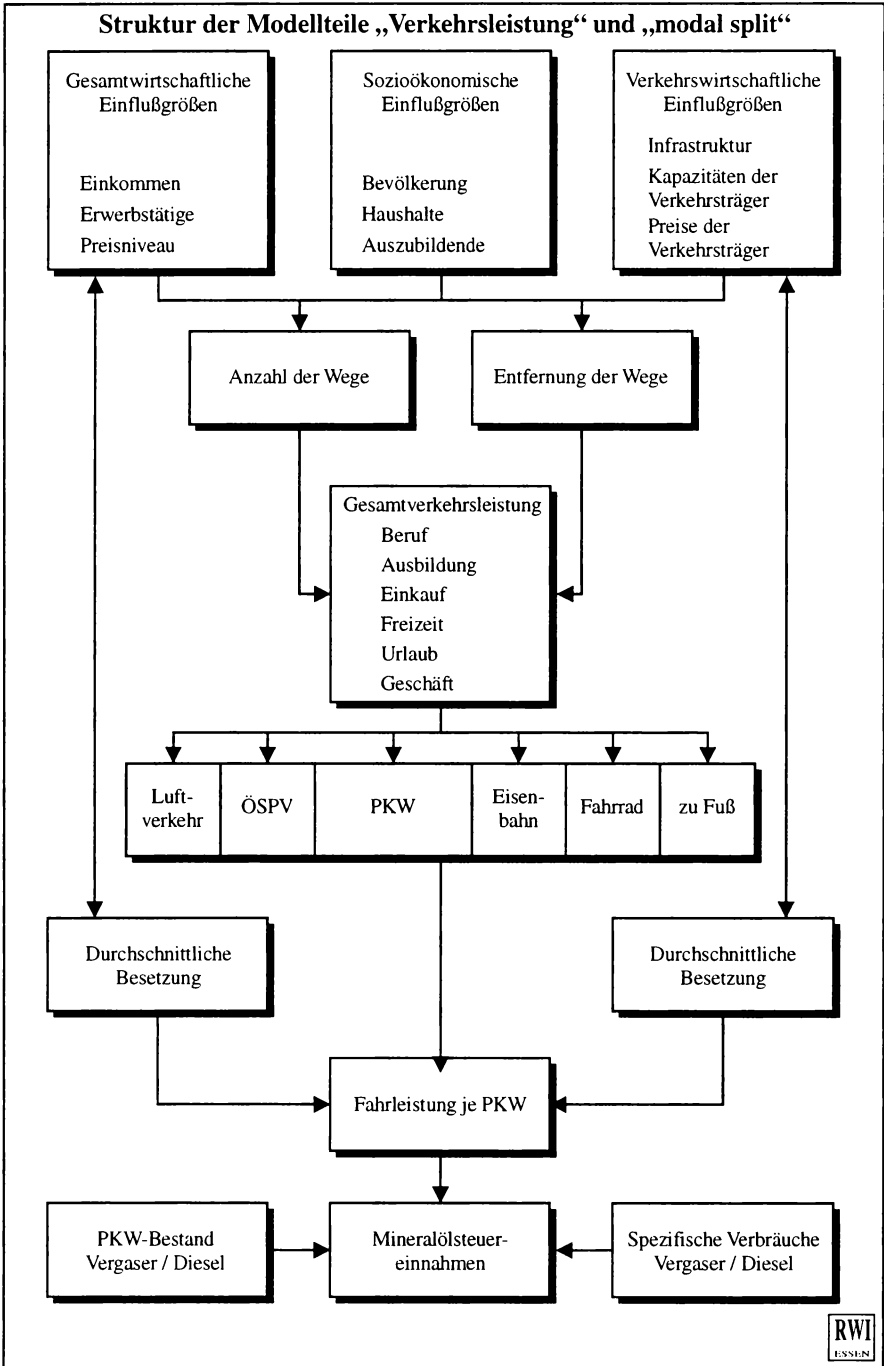 Struktur der Modellteile „Verkehrsleistung“ und „modal split“
Gesamtwirtschaftliche
Einflußgrößen
Einkommen
Erwerbstätige
Preisniveau
Sozioökonomische
Einflußgrößen
Bevölkerung
Haushalte
Auszubildende
Verkehrswirtschaftliche
Einflußgrößen
Infrastruktur
Kapazitäten der
Verkehrsträger
Preise der
Verkehrsträger
Anzahl der Wege
Entfernung der Wege
Gesamtverkehrsleistung
Beruf
Ausbildung
Einkauf
Freizeit
Urlaub
Geschäft
Luft-
verkehr
ÖSPV
PKW
Eisen-
bahn
Fahrrad
zu Fuß
Durchschnittliche
Besetzung
Durchschnittliche
Besetzung
Fahrleistung je PKW
PKW-Bestand
Vergaser / Diesel
Mineralölsteuer-
einnahmen
Spezifische Verbräuche
Vergaser / Diesel
RWI
ESSEN